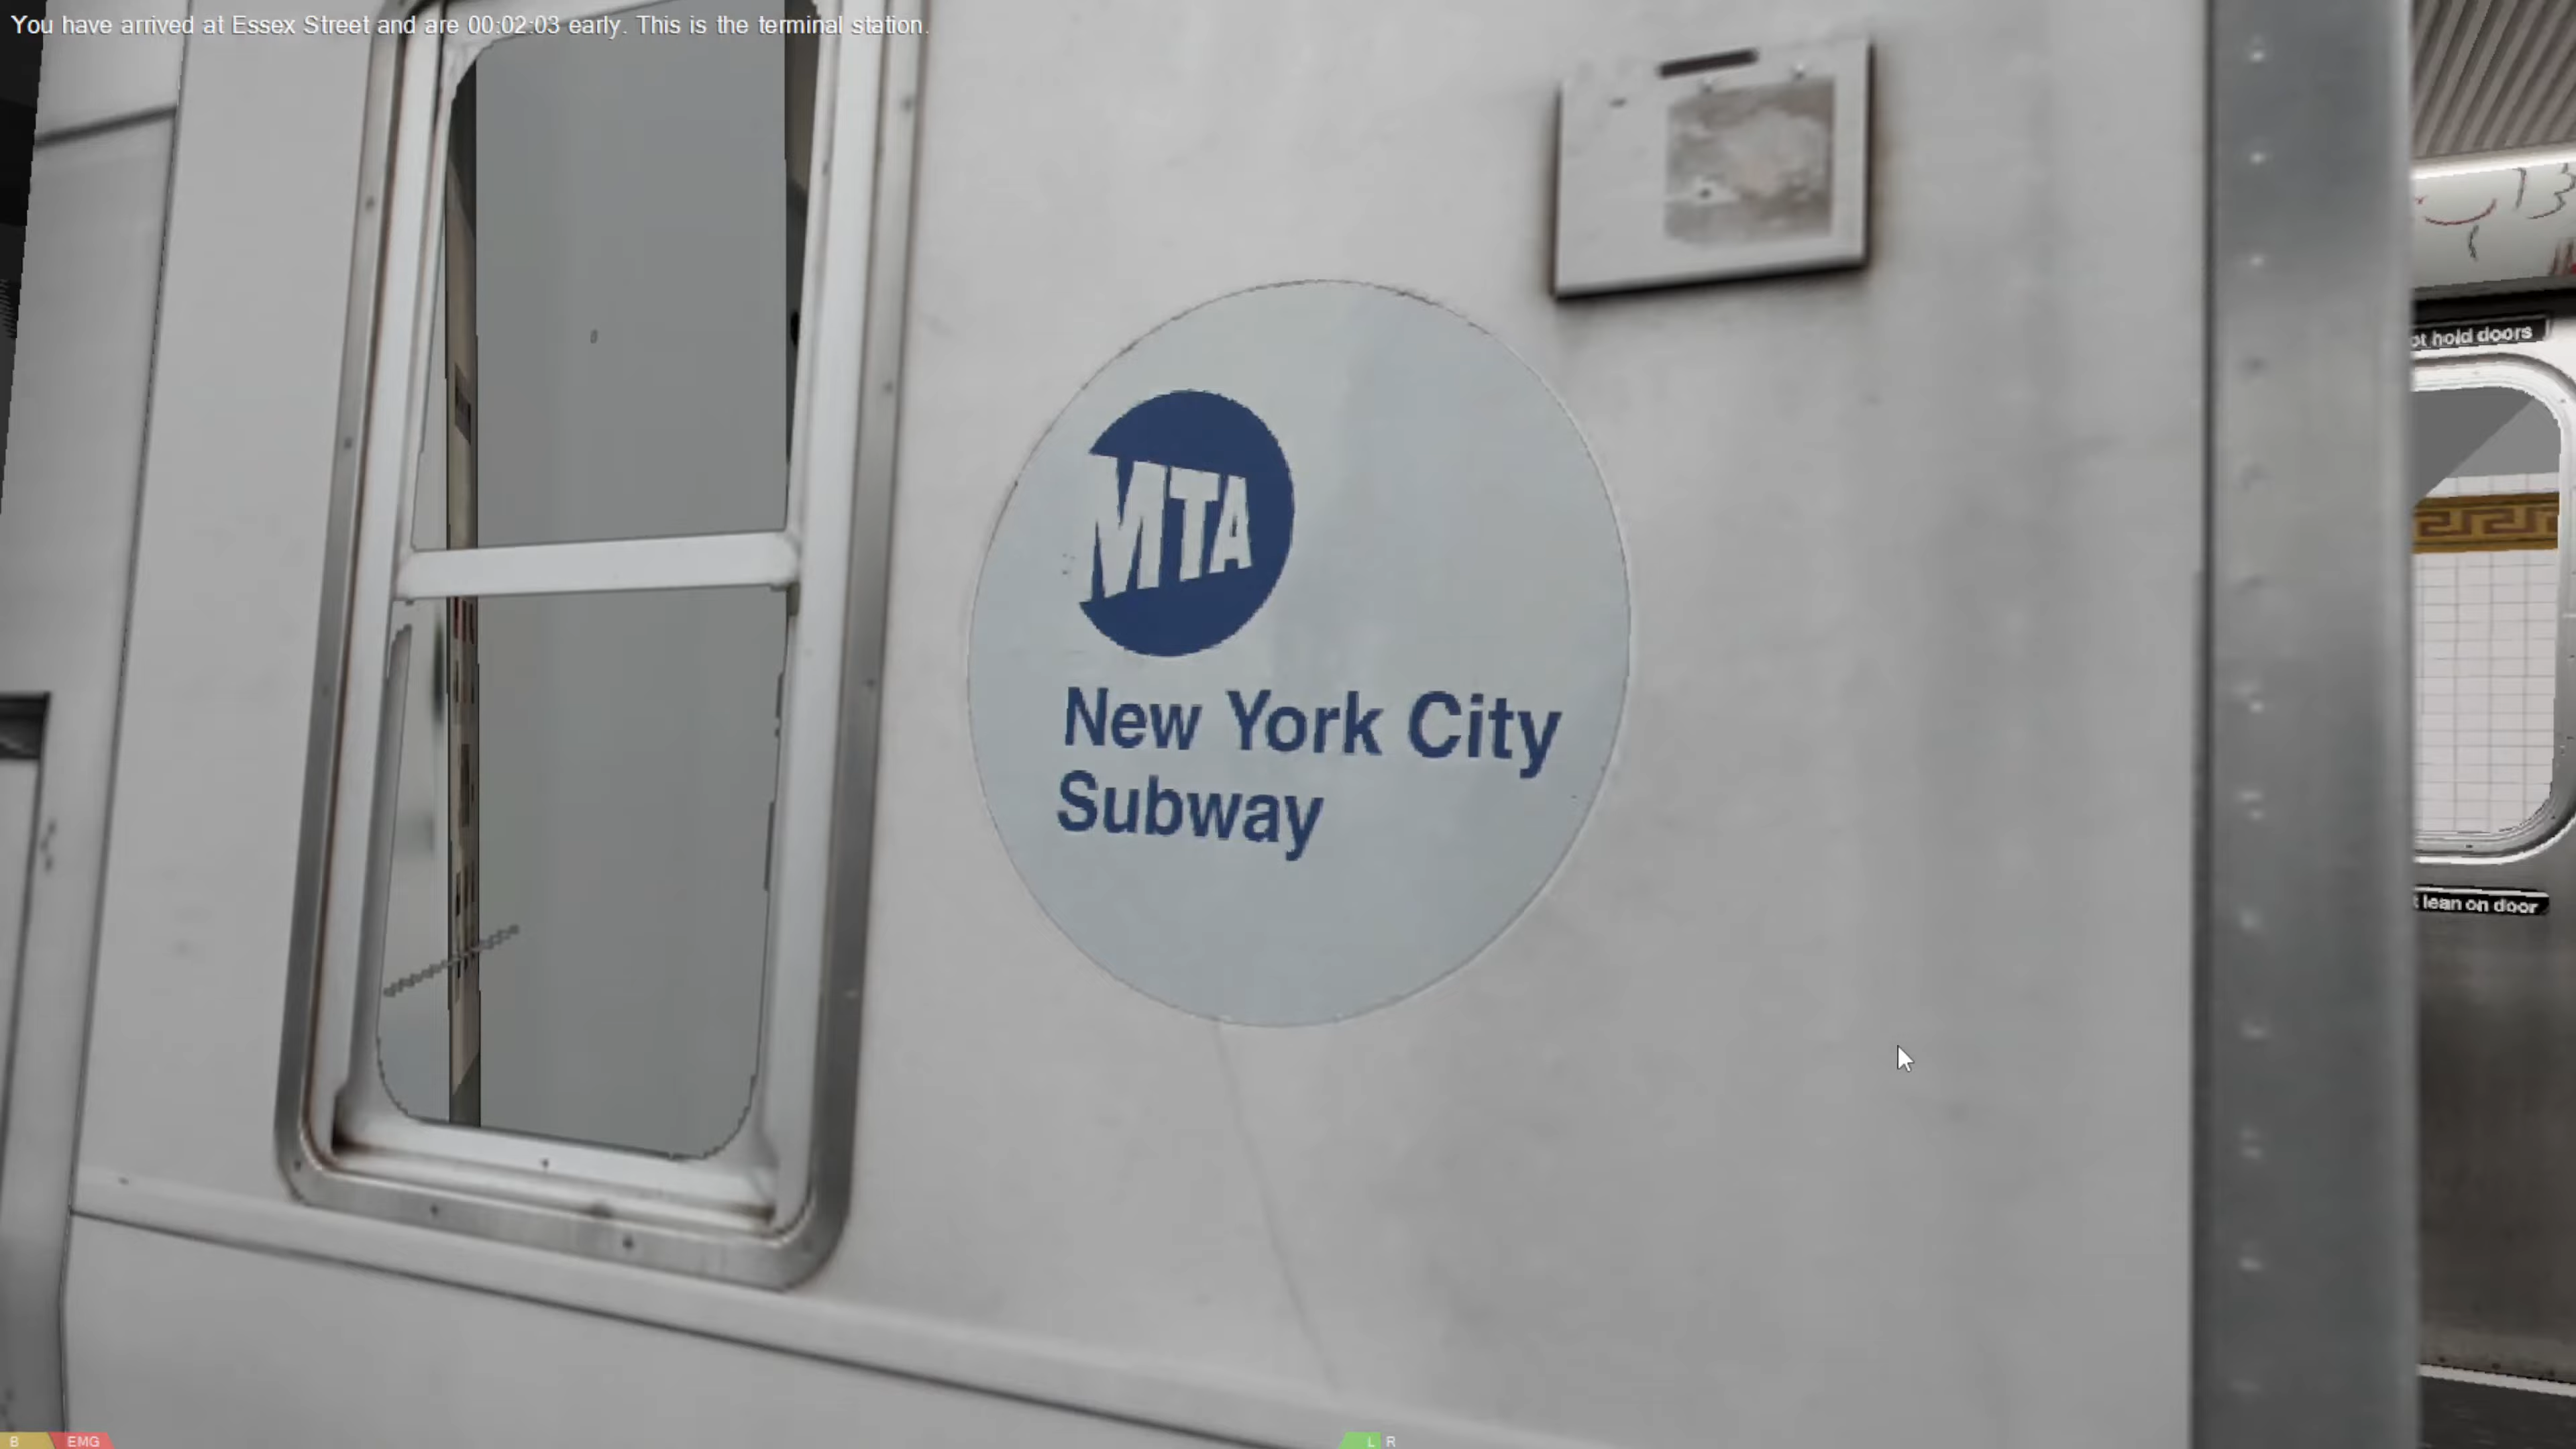 You have arrived at Essex Street and are 00:02:03 early. This is the terminal station.
hold doors
MTA
New York City
Subway
lean on door
B EMG
L R